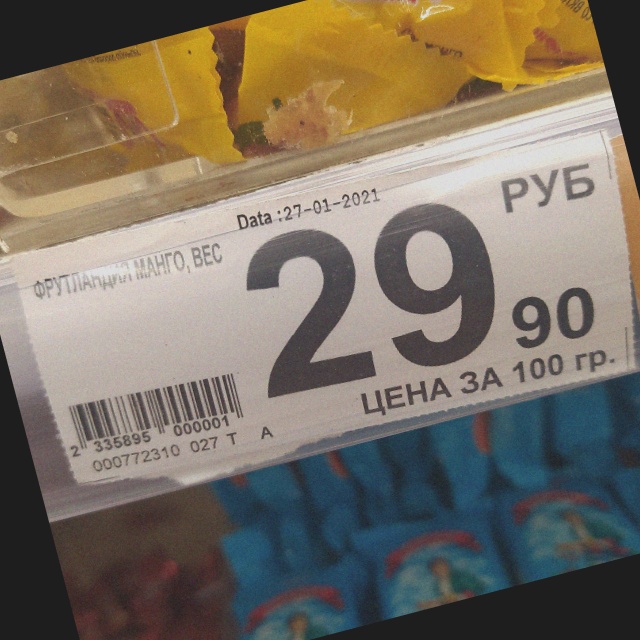 Data :27-01-2021
ФРУТЛАНДИЯ МАНГО, ВЕС
29 90 РУБ
ЦЕНА ЗА 100 гр.
2 335895 000001
000772310 027 Т А